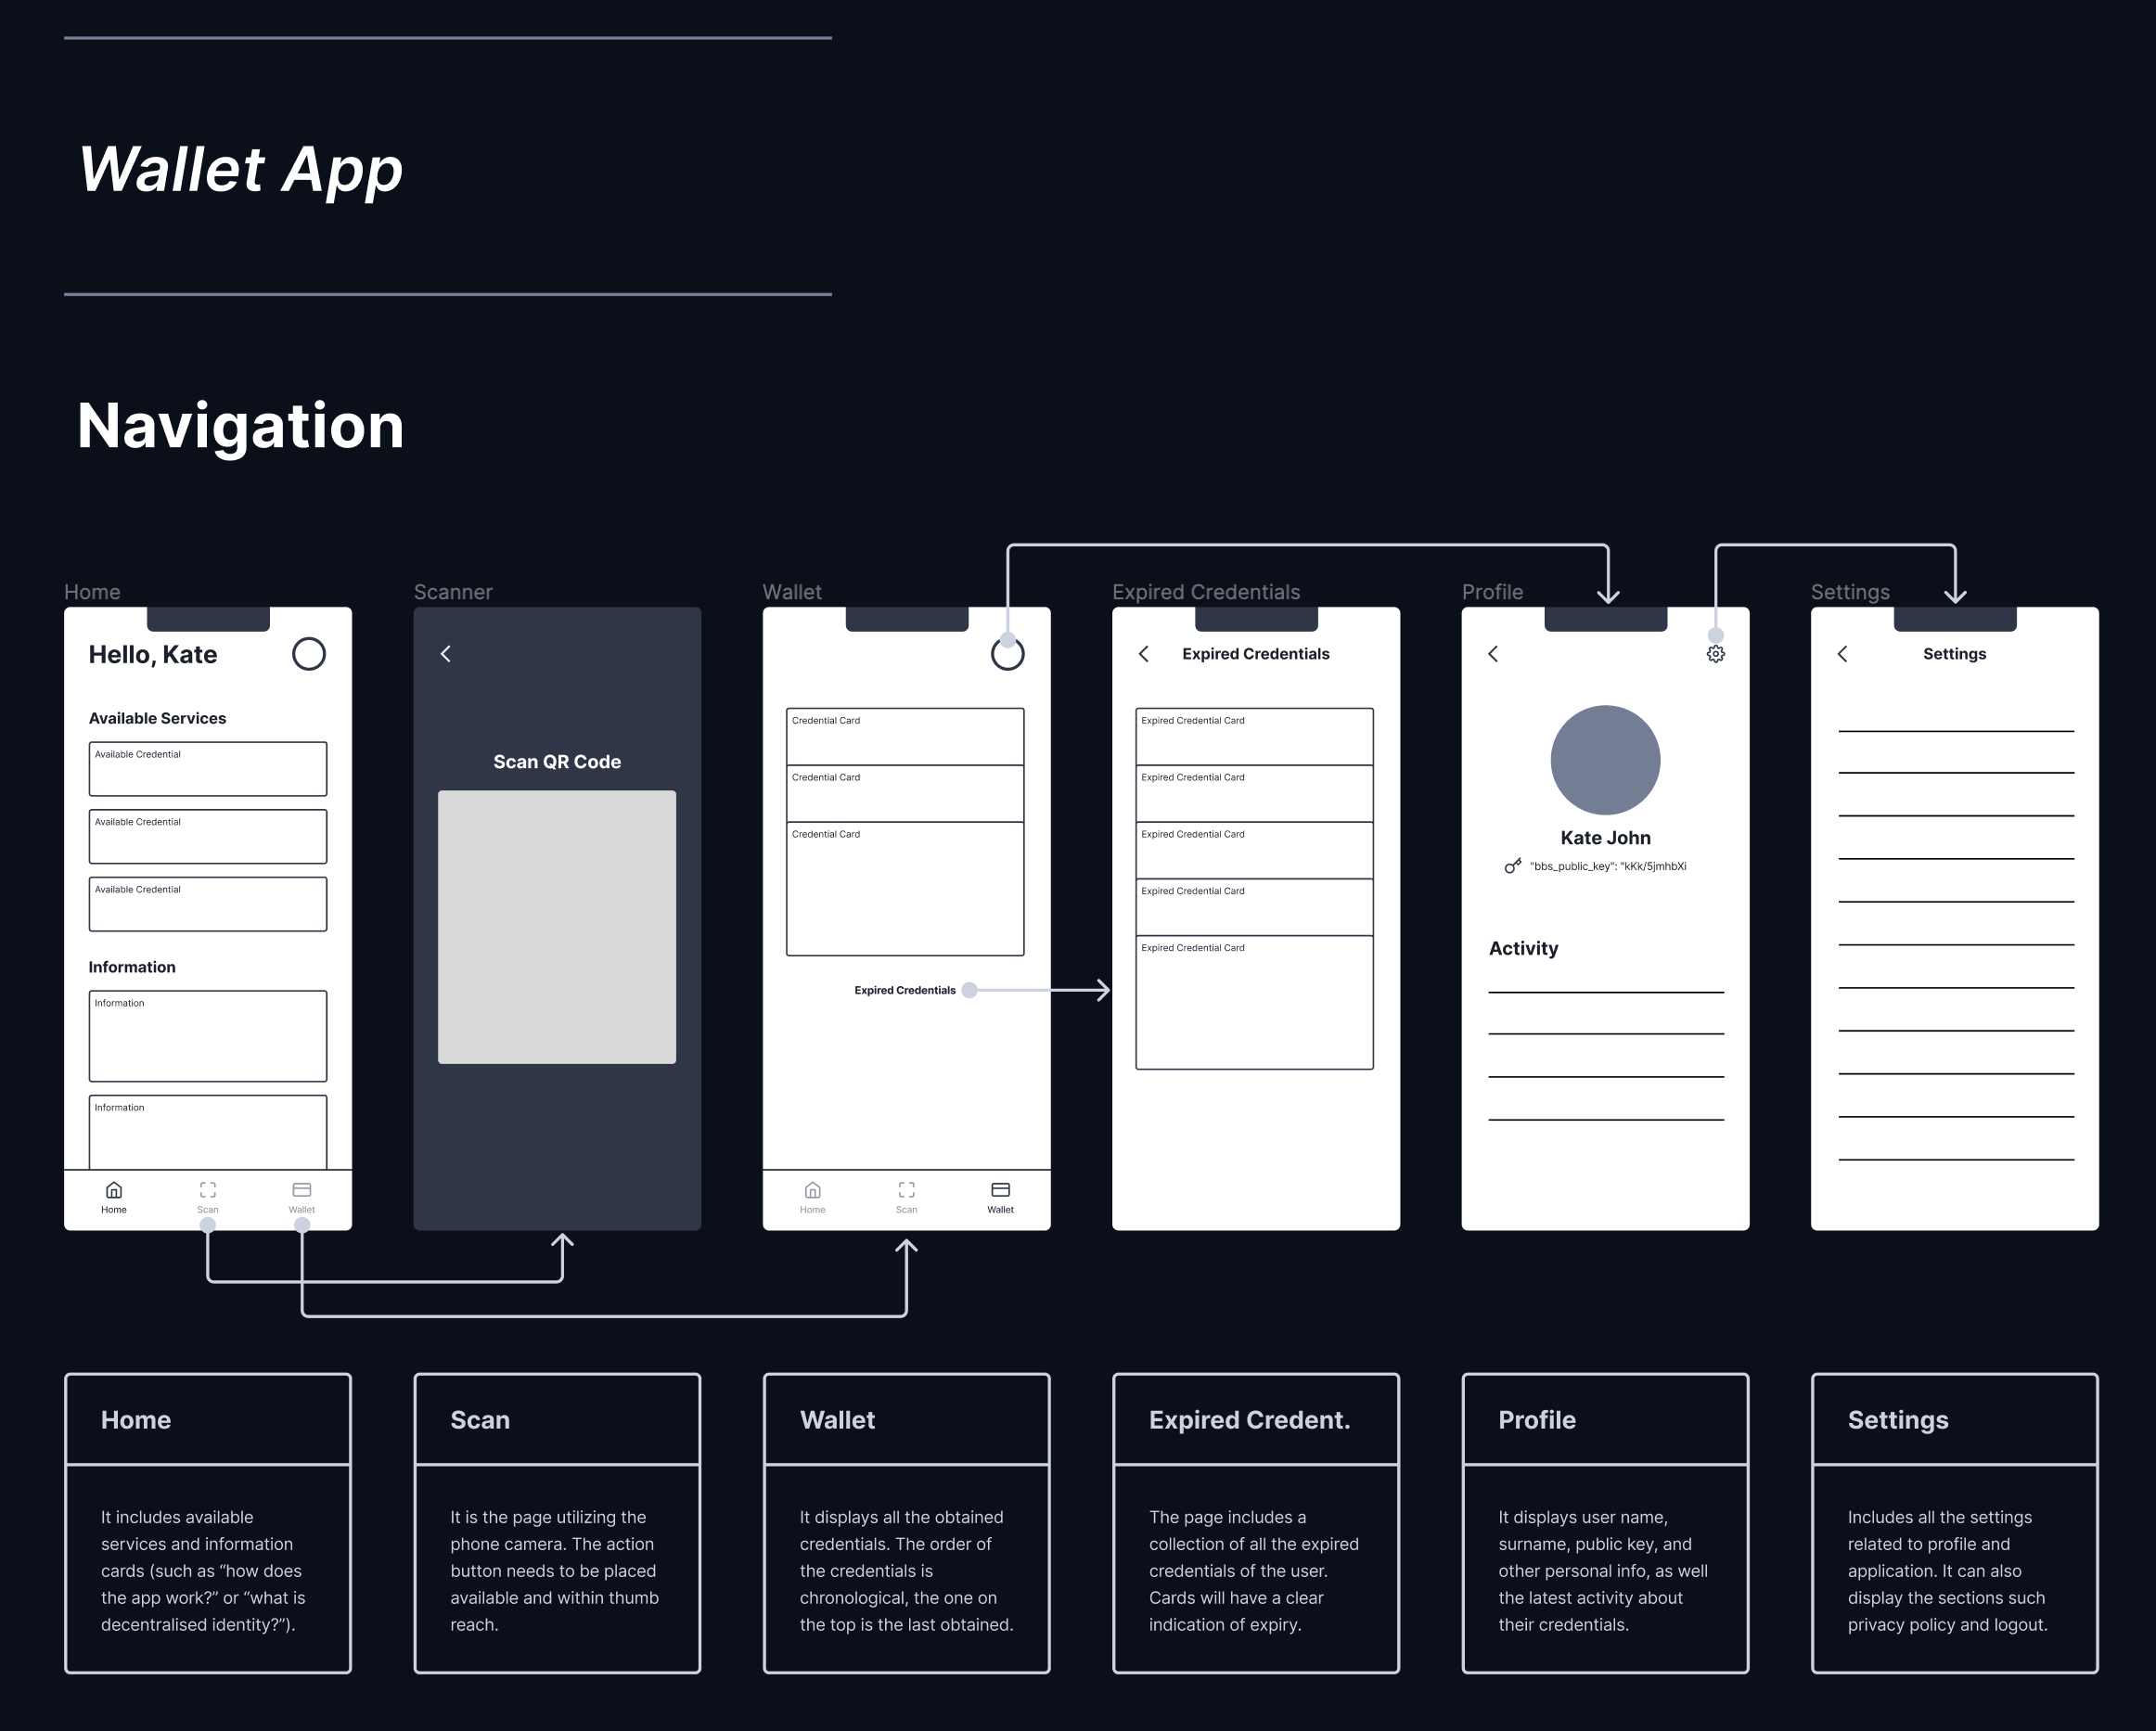 Wallet App
Navigation
Home
Hello, Kate
Available Services
Available Credential
Available Credential
Available Credential
Information
Information
Information
Home
Scan
Wallet
Scanner
Scan QR Code
Wallet
Credential Card
Credential Card
Credential Card
Expired Credentials
Home
Scan
Wallet
Expired Credentials
Expired Credentials
Expired Credential Card
Expired Credential Card
Expired Credential Card
Expired Credential Card
Expired Credential Card
Profile
Kate John
"bbs_public_key": "kKk/5jmhbXi
Activity
Settings
Settings
Home
It includes available
services and information
cards (such as “how does
the app work?” or “what is
decentralised identity?”).
Scan
It is the page utilizing the
phone camera. The action
button needs to be placed
available and within thumb
reach.
Wallet
It displays all the obtained
credentials. The order of
the credentials is
chronological, the one on
the top is the last obtained.
Expired Credent.
The page includes a
collection of all the expired
credentials of the user.
Cards will have a clear
indication of expiry.
Profile
It displays user name,
surname, public key, and
other personal info, as well
the latest activity about
their credentials.
Settings
Includes all the settings
related to profile and
application. It can also
display the sections such
privacy policy and logout.